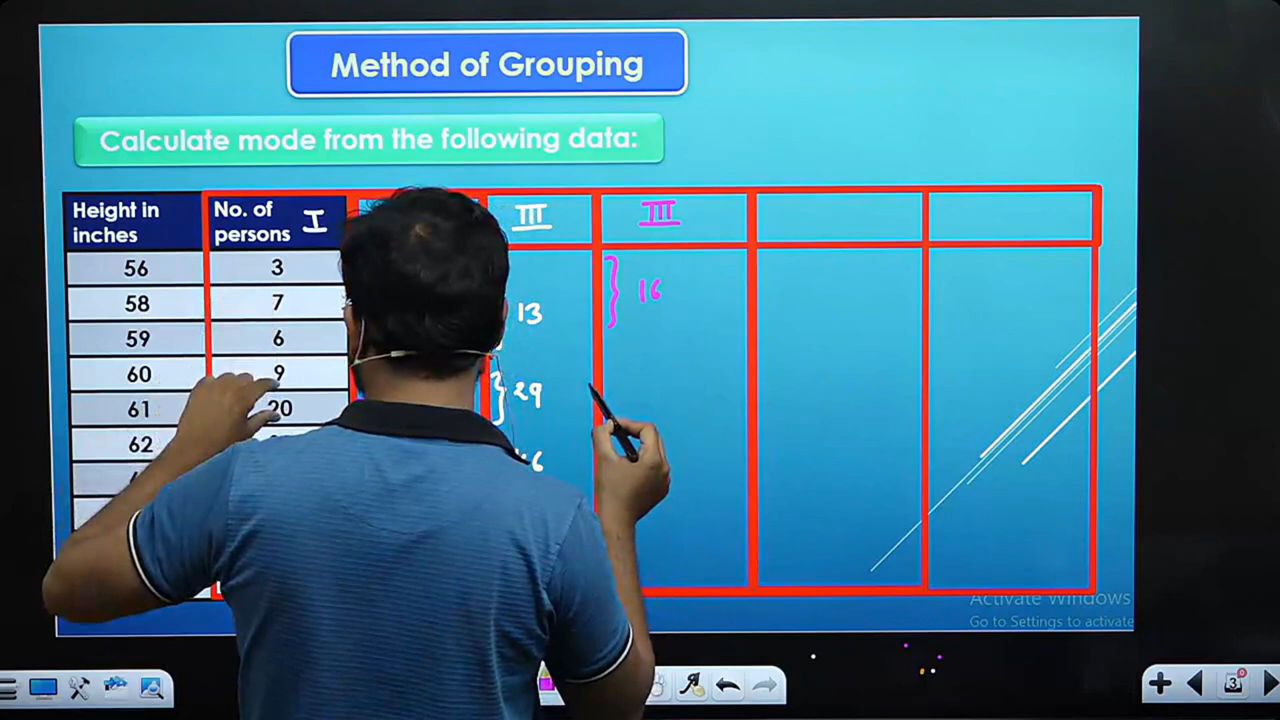 Method of Grouping
Calculate mode from the following data:
Height in inches No. of persons I III III
56 3 16
58 7 13
59 6
60 9 29
61 20
62
Activate Windows
Go to Settings to activate
3